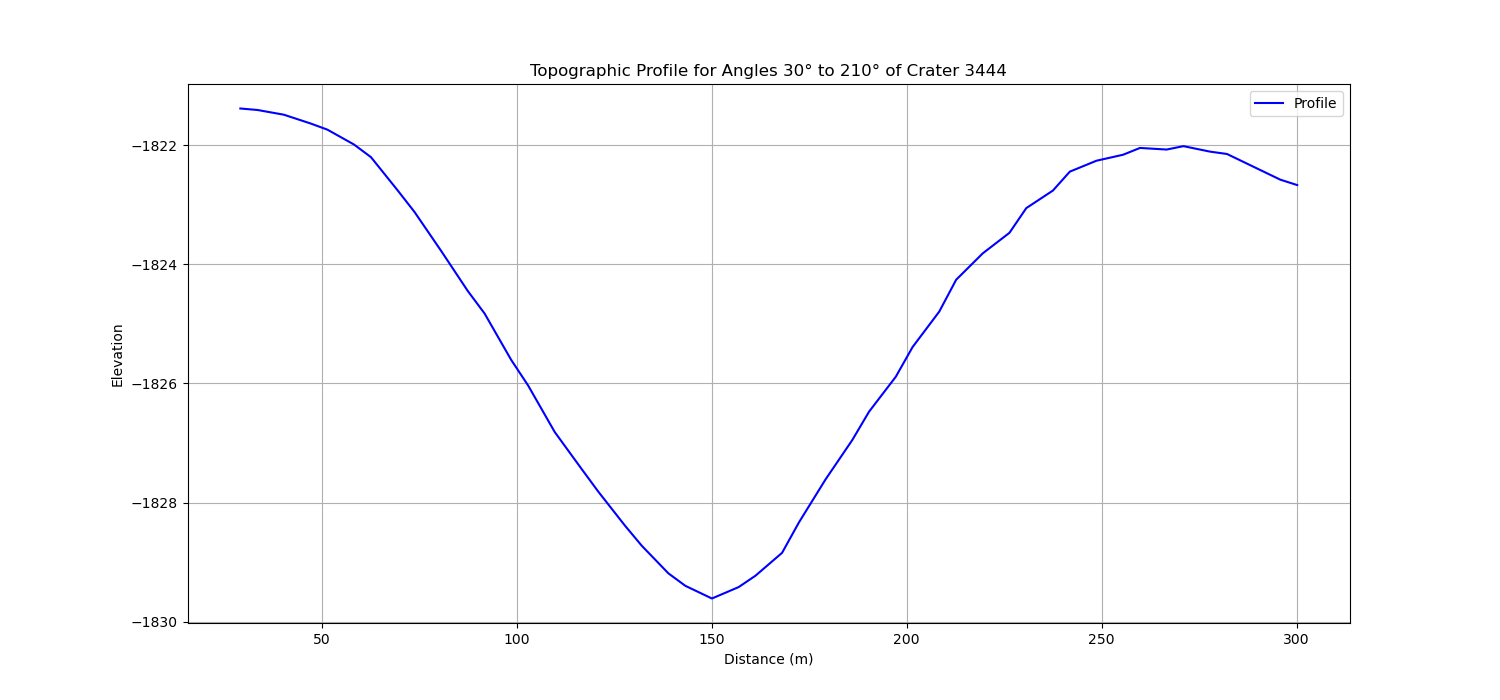 Topographic Profile for Angles 30° to 210° of Crater 3444
Profile
−1822
−1824
−1826
−1828
−1830
Elevation
50 100 150 200 250 300
Distance (m)